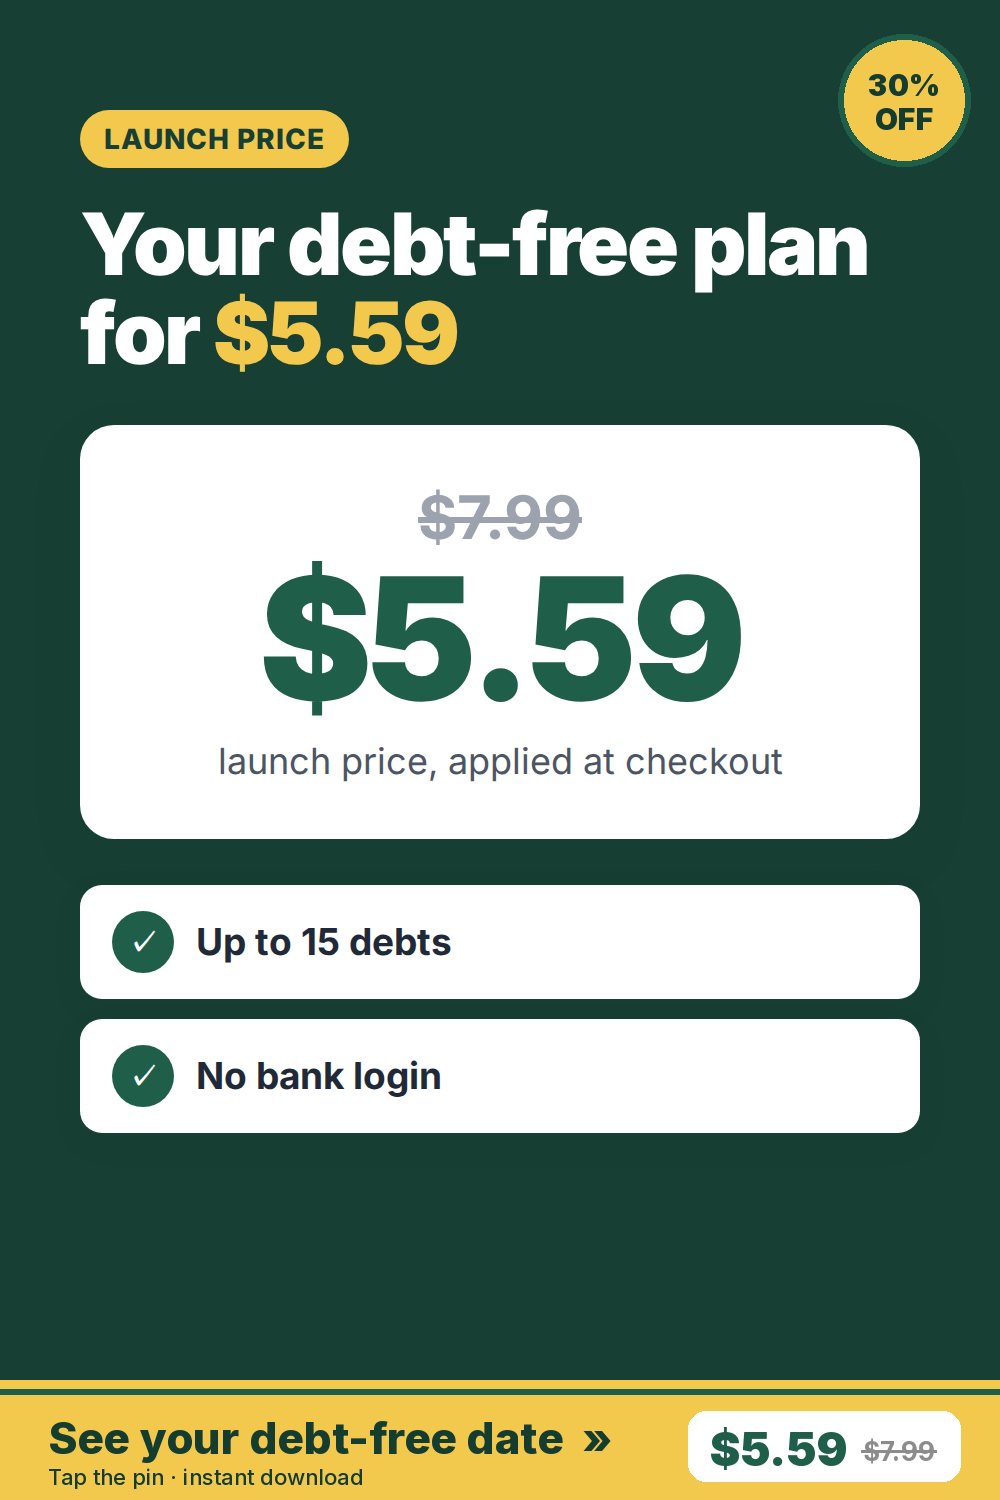 30%
OFF
LAUNCH PRICE
Your debt-free plan
for $5.59
$7.99
$5.59
launch price, applied at checkout
✓ Up to 15 debts
✓ No bank login
See your debt-free date »
Tap the pin · instant download
$5.59 $7.99